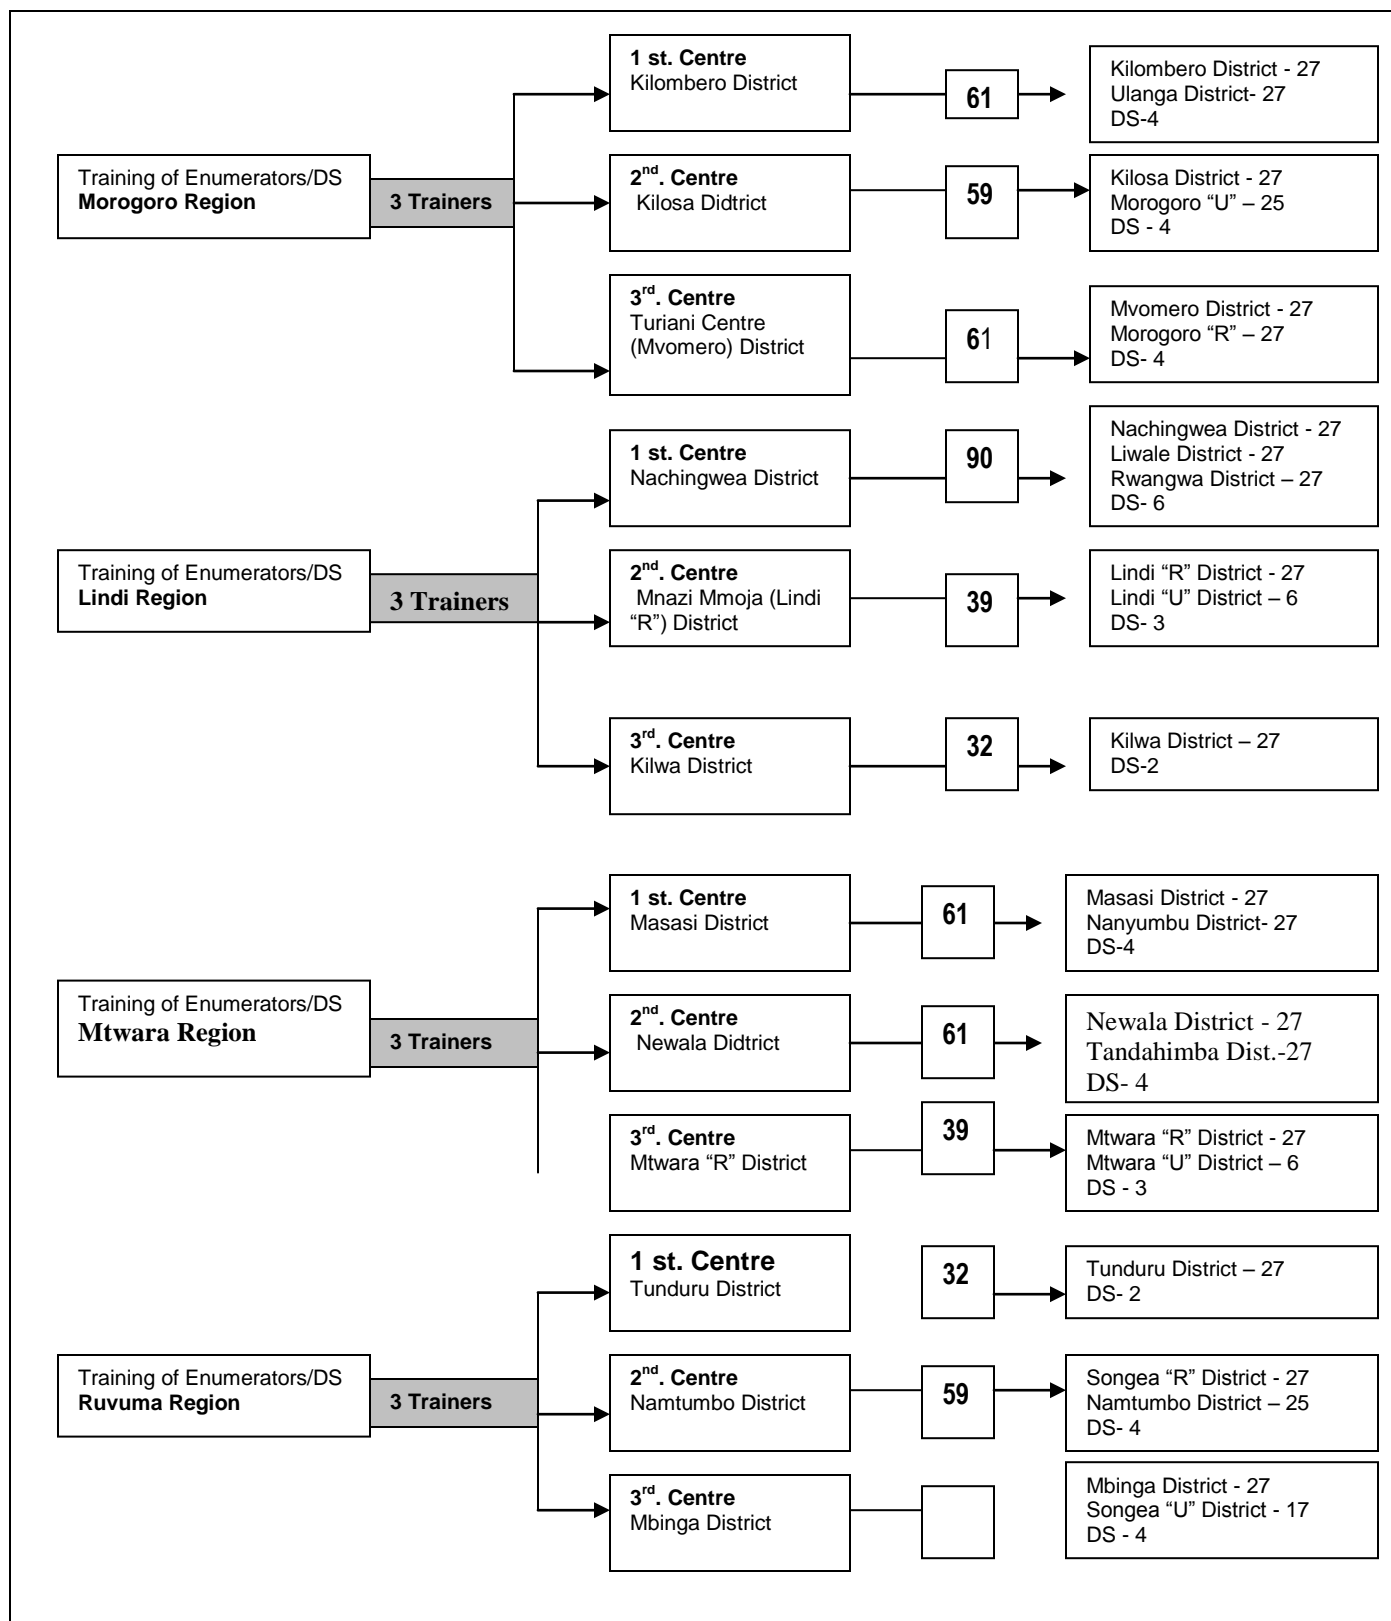 Training of Enumerators/DS
Morogoro Region
3 Trainers
1 st. Centre
Kilombero District
61
Kilombero District - 27
Ulanga District- 27
DS-4
2nd. Centre
Kilosa Didtrict
59
Kilosa District - 27
Morogoro “U” – 25
DS - 4
3rd. Centre
Turiani Centre
(Mvomero) District
61
Mvomero District - 27
Morogoro “R” – 27
DS- 4
Training of Enumerators/DS
Lindi Region
3 Trainers
1 st. Centre
Nachingwea District
90
Nachingwea District - 27
Liwale District - 27
Rwangwa District – 27
DS- 6
2nd. Centre
Mnazi Mmoja (Lindi
“R”) District
39
Lindi “R” District - 27
Lindi “U” District – 6
DS- 3
3rd. Centre
Kilwa District
32
Kilwa District – 27
DS-2
Training of Enumerators/DS
Mtwara Region
3 Trainers
1 st. Centre
Masasi District
61
Masasi District - 27
Nanyumbu District- 27
DS-4
2nd. Centre
Newala Didtrict
61
Newala District - 27
Tandahimba Dist.-27
DS- 4
3rd. Centre
Mtwara “R” District
39
Mtwara “R” District - 27
Mtwara “U” District – 6
DS - 3
Training of Enumerators/DS
Ruvuma Region
3 Trainers
1 st. Centre
Tunduru District
32
Tunduru District – 27
DS- 2
2nd. Centre
Namtumbo District
59
Songea “R” District - 27
Namtumbo District – 25
DS- 4
3rd. Centre
Mbinga District
Mbinga District - 27
Songea “U” District - 17
DS - 4